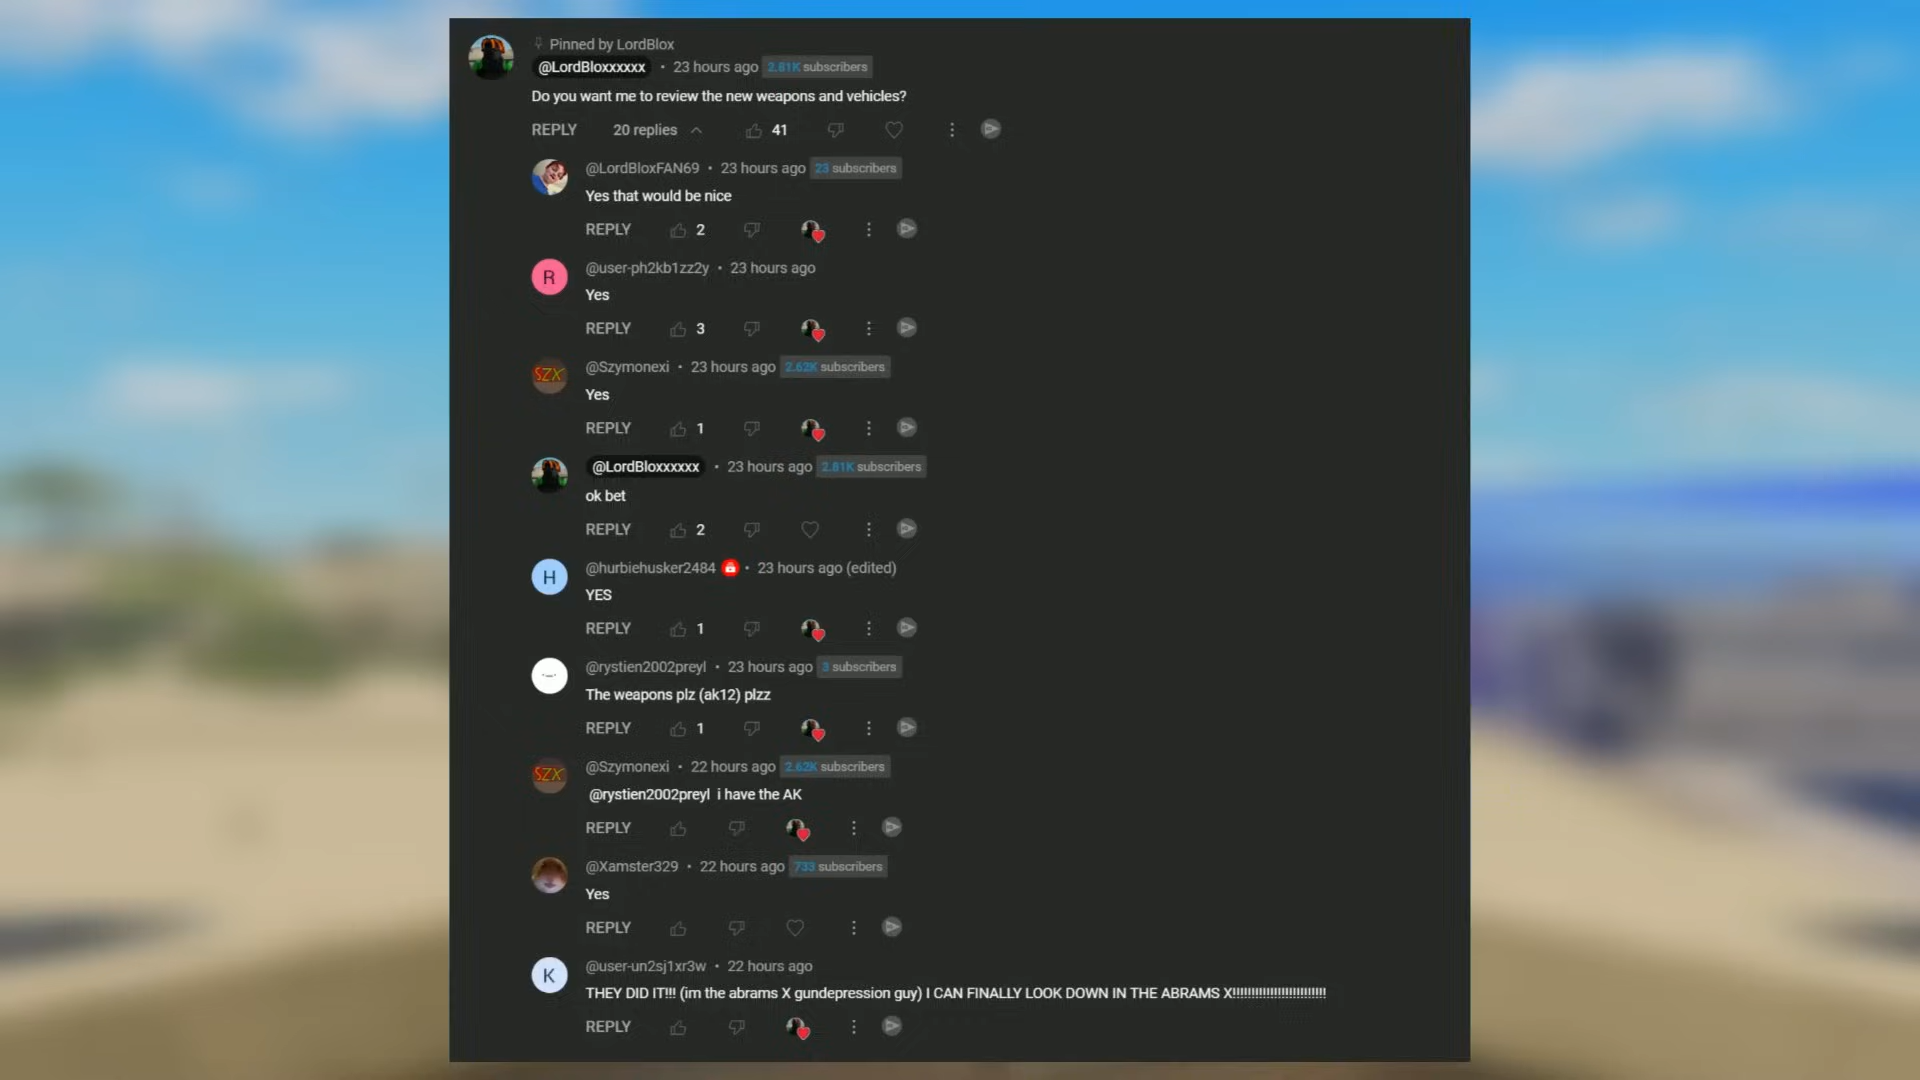 Pinned by LordBlox
@LordBloxxxxxx • 23 hours ago 2.81K subscribers
Do you want me to review the new weapons and vehicles?
REPLY 20 replies 41
@LordBloxFAN69 • 23 hours ago 23 subscribers
Yes that would be nice
REPLY 2
R
@user-ph2kb1zz2y • 23 hours ago
Yes
REPLY 3
SZX
@Szymonexi • 23 hours ago 2.62K subscribers
Yes
REPLY 1
@LordBloxxxxxx • 23 hours ago 2.81K subscribers
ok bet
REPLY 2
H
@hurbiehusker2484 • 23 hours ago (edited)
YES
REPLY 1
@rystien2002preyl • 23 hours ago 3 subscribers
The weapons plz (ak12) plzz
REPLY 1
SZX
@Szymonexi • 22 hours ago 2.62K subscribers
@rystien2002preyl i have the AK
REPLY
@Xamster329 • 22 hours ago 733 subscribers
Yes
REPLY
K
@user-un2sj1xr3w • 22 hours ago
THEY DID IT!!! (im the abrams X gundepression guy) I CAN FINALLY LOOK DOWN IN THE ABRAMS X!!!!!!!!!!!!!!!!!!!!!!!!!
REPLY